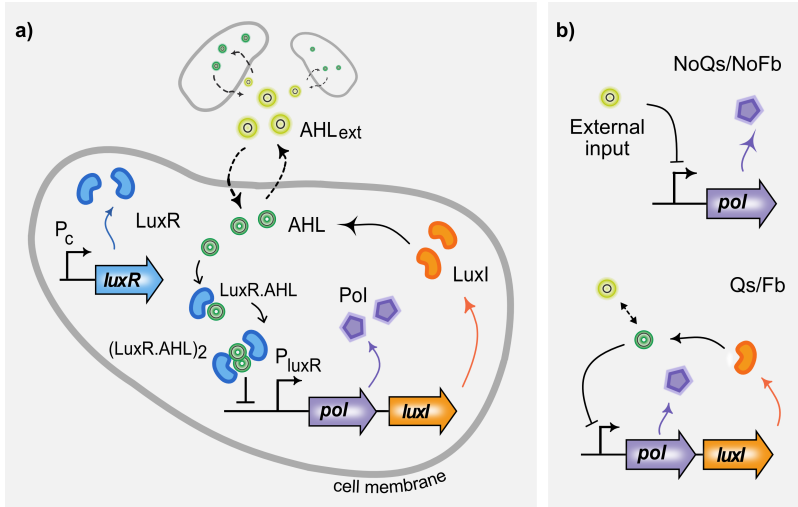 a)
AHLext
LuxR
Pc
luxR
AHL
LuxI
LuxR.AHL
PoI
(LuxR.AHL)2
PluxR
poI
luxI
cell membrane
b)
NoQs/NoFb
External
input
poI
Qs/Fb
poI
luxI